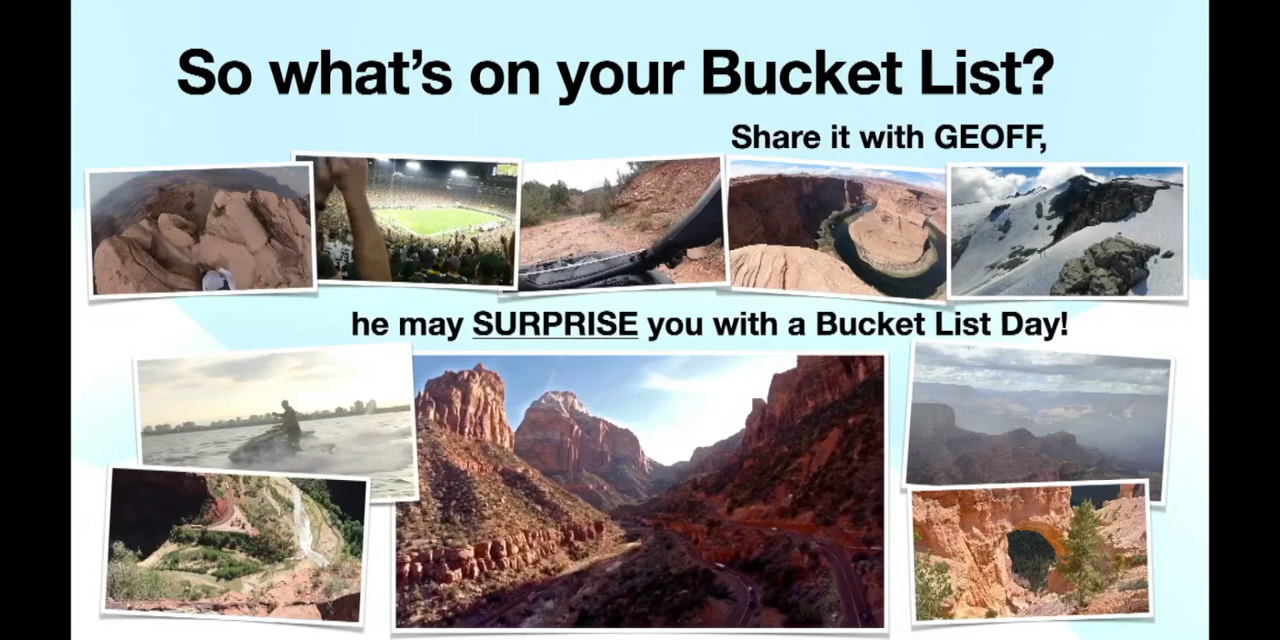 So what's on your Bucket List?
Share it with GEOFF,
he may SURPRISE you with a Bucket List Day!